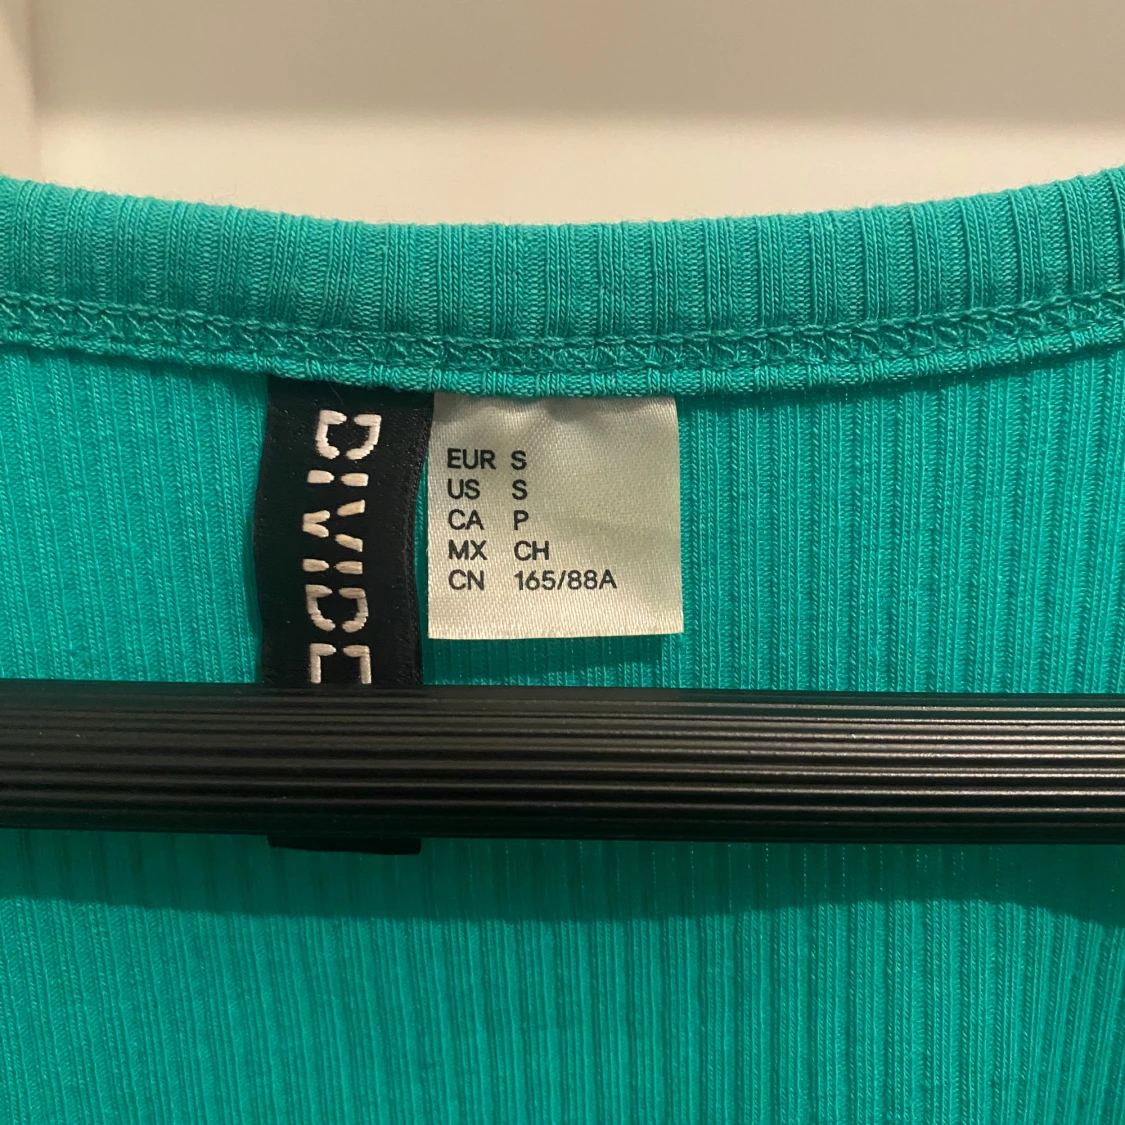 DIVIDE
EUR S
US S
CA P
MX CH
CN 165/88A